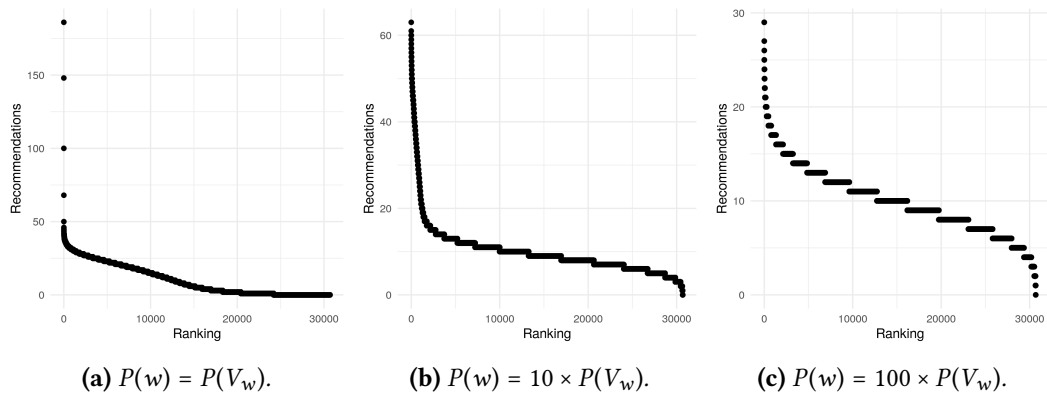 150
100
50
0
Recommendations
0
10000
20000
30000
Ranking
60
40
20
0
Recommendations
0
10000
20000
30000
Ranking
30
20
10
0
Recommendations
0
10000
20000
30000
Ranking
(a) P(w) = P(V_w).
(b) P(w) = 10 × P(V_w).
(c) P(w) = 100 × P(V_w).